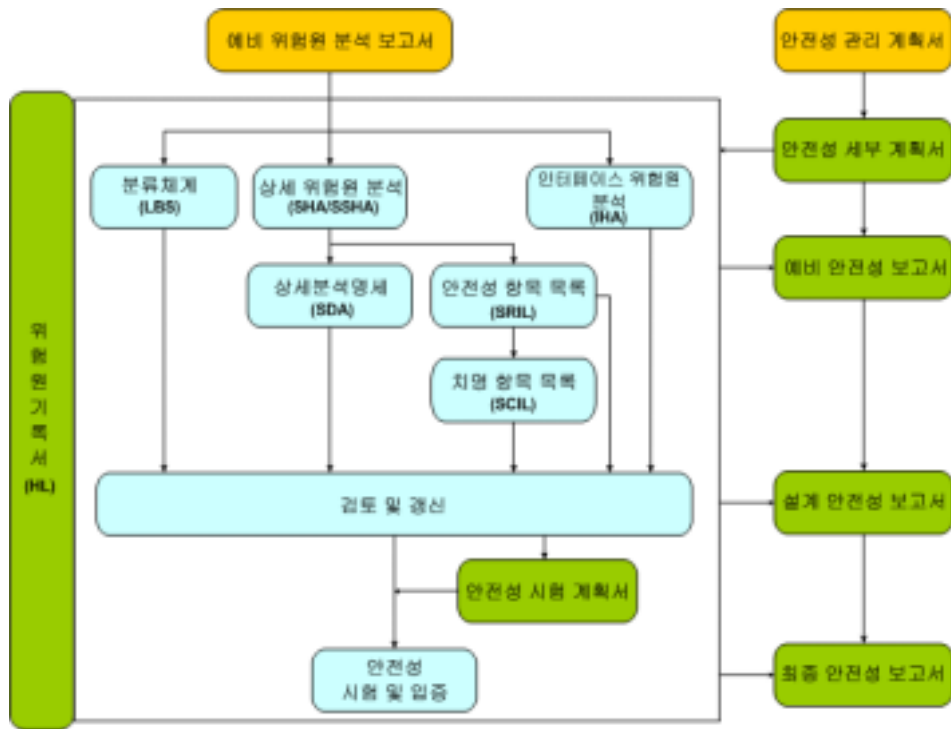 예비 위험원 분석 보고서
안전성 관리 계획서
안전성 세부 계획서
분류체계
(LBS)
상세 위험원 분석
(SHA/SSHA)
인터페이스 위험원
분석
(IHA)
예비 안전성 보고서
상세분석명세
(SDA)
안전성 항목 목록
(SRIL)
위
험
원
기
록
서
(HL)
치명 항목 목록
(SCIL)
검토 및 갱신
설계 안전성 보고서
안전성 시험 계획서
안전성
시험 및 입증
최종 안전성 보고서